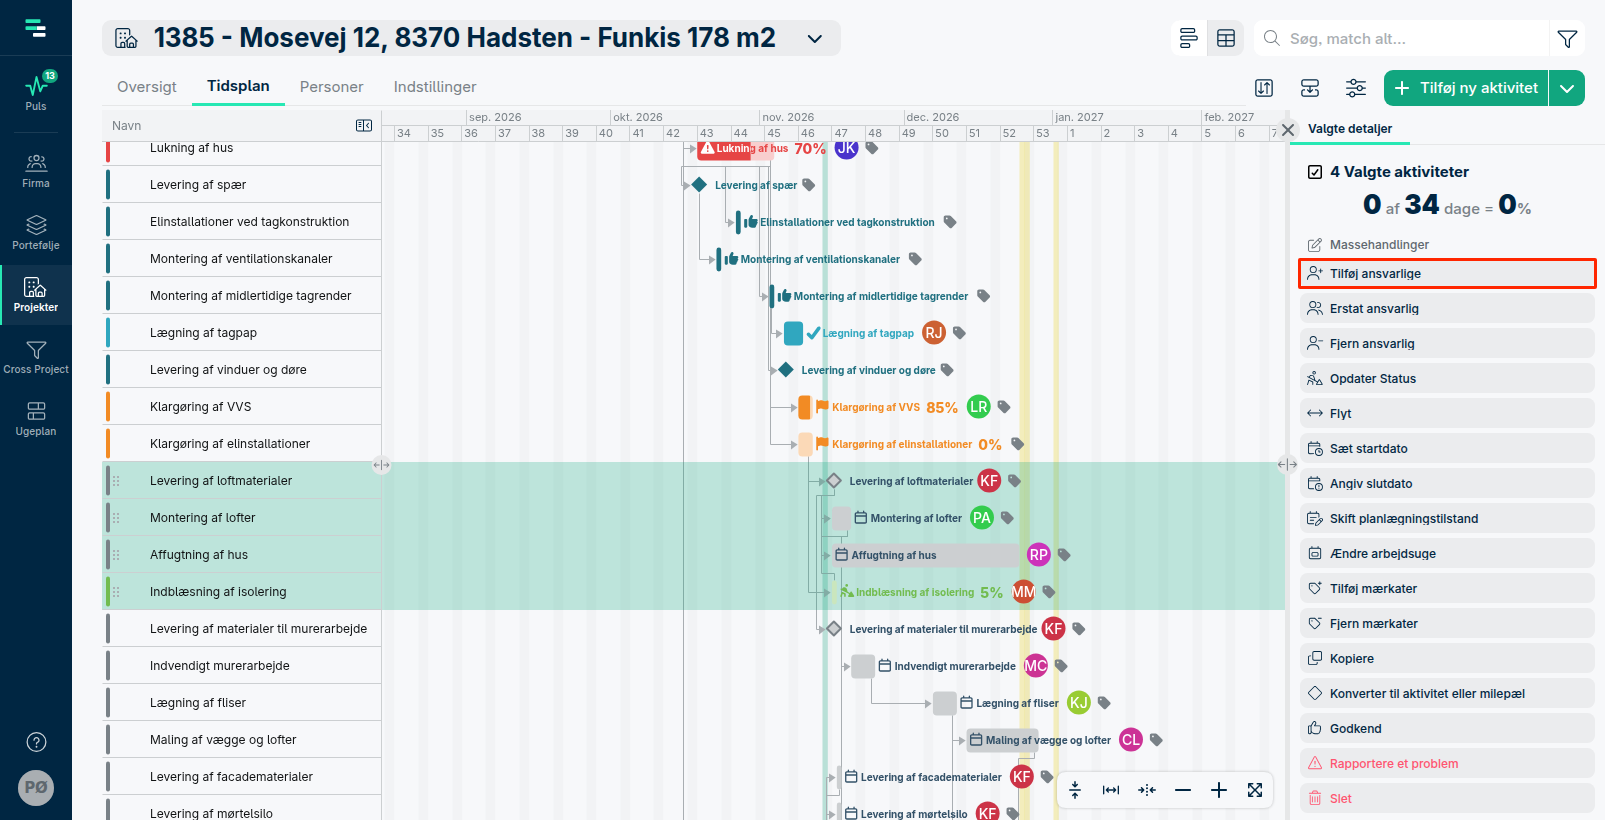 1385 - Mosevej 12, 8370 Hadsten - Funkis 178 m2
Søg, match alt...
13
Puls
Firma
Portefølje
Projekter
Cross Project
Ugeplan
PØ
Oversigt Tidsplan Personer Indstillinger
Tilføj ny aktivitet
Navn
sep. 2026 okt. 2026 nov. 2026 dec. 2026 jan. 2027 feb. 2027
34 35 36 37 38 39 40 41 42 43 44 45 46 47 48 49 50 51 52 53 1 2 3 4 5 6 7
Lukning af hus Lukning af hus 70% JK
Levering af spær Levering af spær
Elinstallationer ved tagkonstruktion Elinstallationer ved tagkonstruktion
Montering af ventilationskanaler Montering af ventilationskanaler
Montering af midlertidige tagrender Montering af midlertidige tagrender
Lægning af tagpap Lægning af tagpap RJ
Levering af vinduer og døre Levering af vinduer og døre
Klargøring af VVS Klargøring af VVS 85% LR
Klargøring af elinstallationer Klargøring af elinstallationer 0%
Levering af loftmaterialer Levering af loftmaterialer KF
Montering af lofter Montering af lofter PA
Affugtning af hus Affugtning af hus RP
Indblæsning af isolering Indblæsning af isolering 5% MM
Levering af materialer til murerarbejde Levering af materialer til murerarbejde KF
Indvendigt murerarbejde Indvendigt murerarbejde MC
Lægning af fliser Lægning af fliser KJ
Maling af vægge og lofter Maling af vægge og lofter CL
Levering af facadematerialer Levering af facadematerialer KF
Levering af mørtelsilo Levering af mørtelsilo KF
Valgte detaljer
4 Valgte aktiviteter
0 af 34 dage = 0%
Massehandlinger
Tilføj ansvarlige
Erstat ansvarlig
Fjern ansvarlig
Opdater Status
Flyt
Sæt startdato
Angiv slutdato
Skift planlægningstilstand
Ændre arbejdsuge
Tilføj mærkater
Fjern mærkater
Kopiere
Konverter til aktivitet eller milepæl
Godkend
Rapportere et problem
Slet